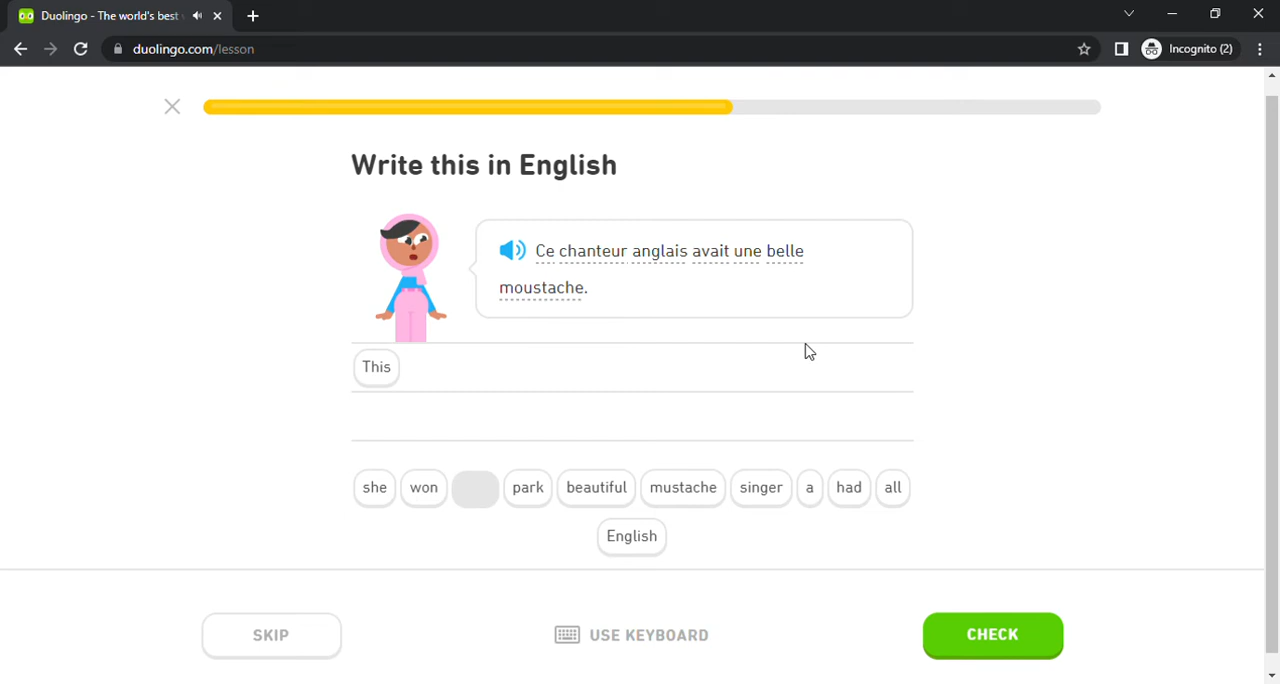 Duolingo - The world's best
duolingo.com/lesson
Incognito (2)
Write this in English
Ce chanteur anglais avait une belle
moustache.
This
she won park beautiful mustache singer a had all
English
SKIP USE KEYBOARD CHECK